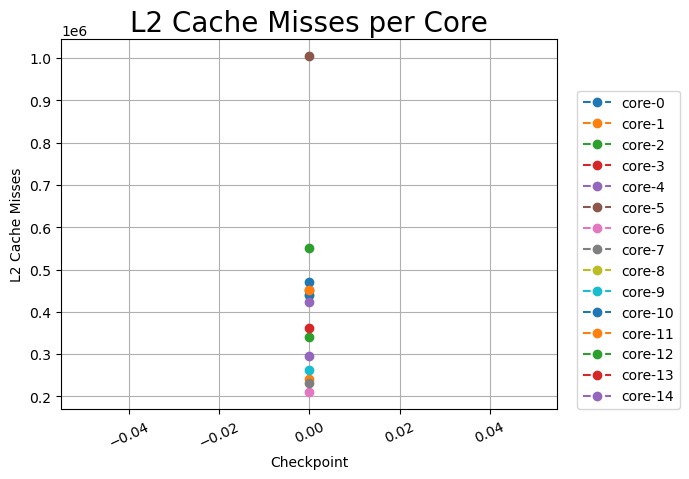 L2 Cache Misses per Core
1e6
1.0
0.9
0.8
0.7
0.6
0.5
0.4
0.3
0.2
L2 Cache Misses
−0.04
−0.02
0.00
0.02
0.04
Checkpoint
core-0
core-1
core-2
core-3
core-4
core-5
core-6
core-7
core-8
core-9
core-10
core-11
core-12
core-13
core-14